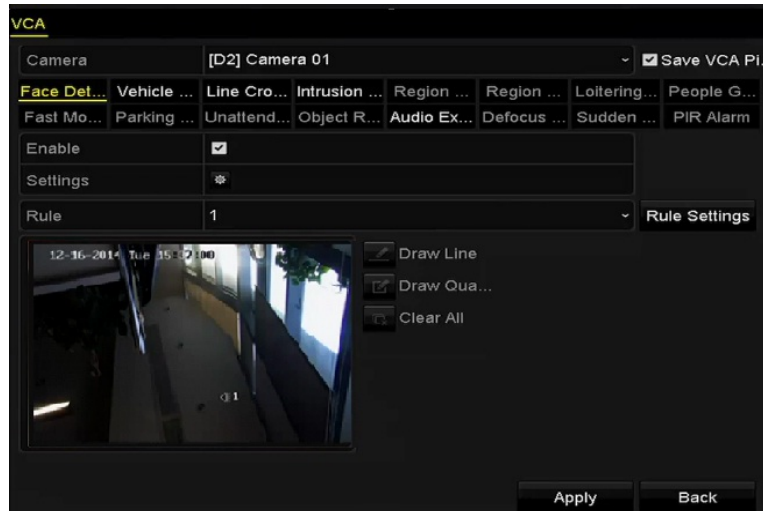 VCA
Camera [D2] Camera 01 Save VCA Pi.
Face Det... Vehicle ... Line Cro... Intrusion ... Region ... Region ... Loitering... People G...
Fast Mo... Parking ... Unattend... Object R... Audio Ex... Defocus ... Sudden ... PIR Alarm
Enable
Settings
Rule 1 Rule Settings
12-16-2014 Tue
1
Draw Line
Draw Qua...
Clear All
Apply Back